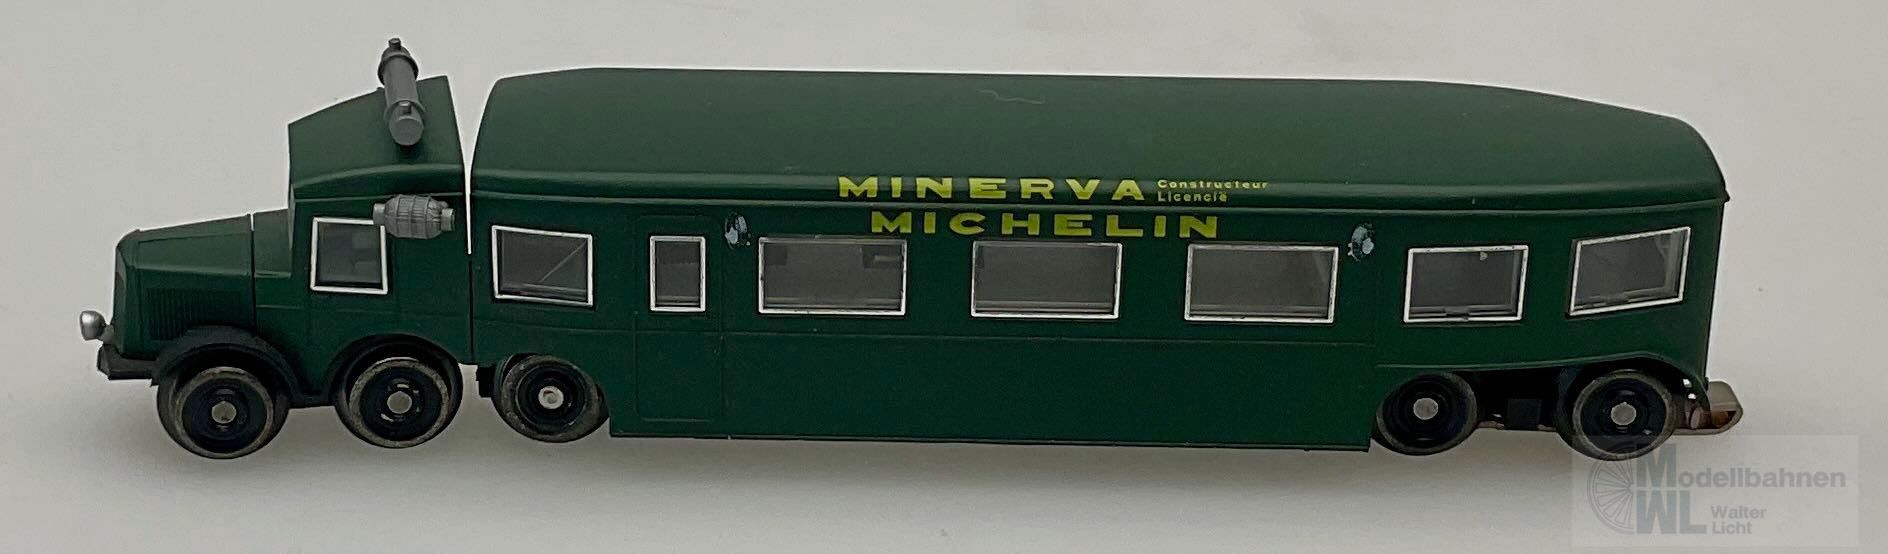 MINERVA Constructeur
Licencié
MICHELIN
Modellbahnen
WL Walter
Licht